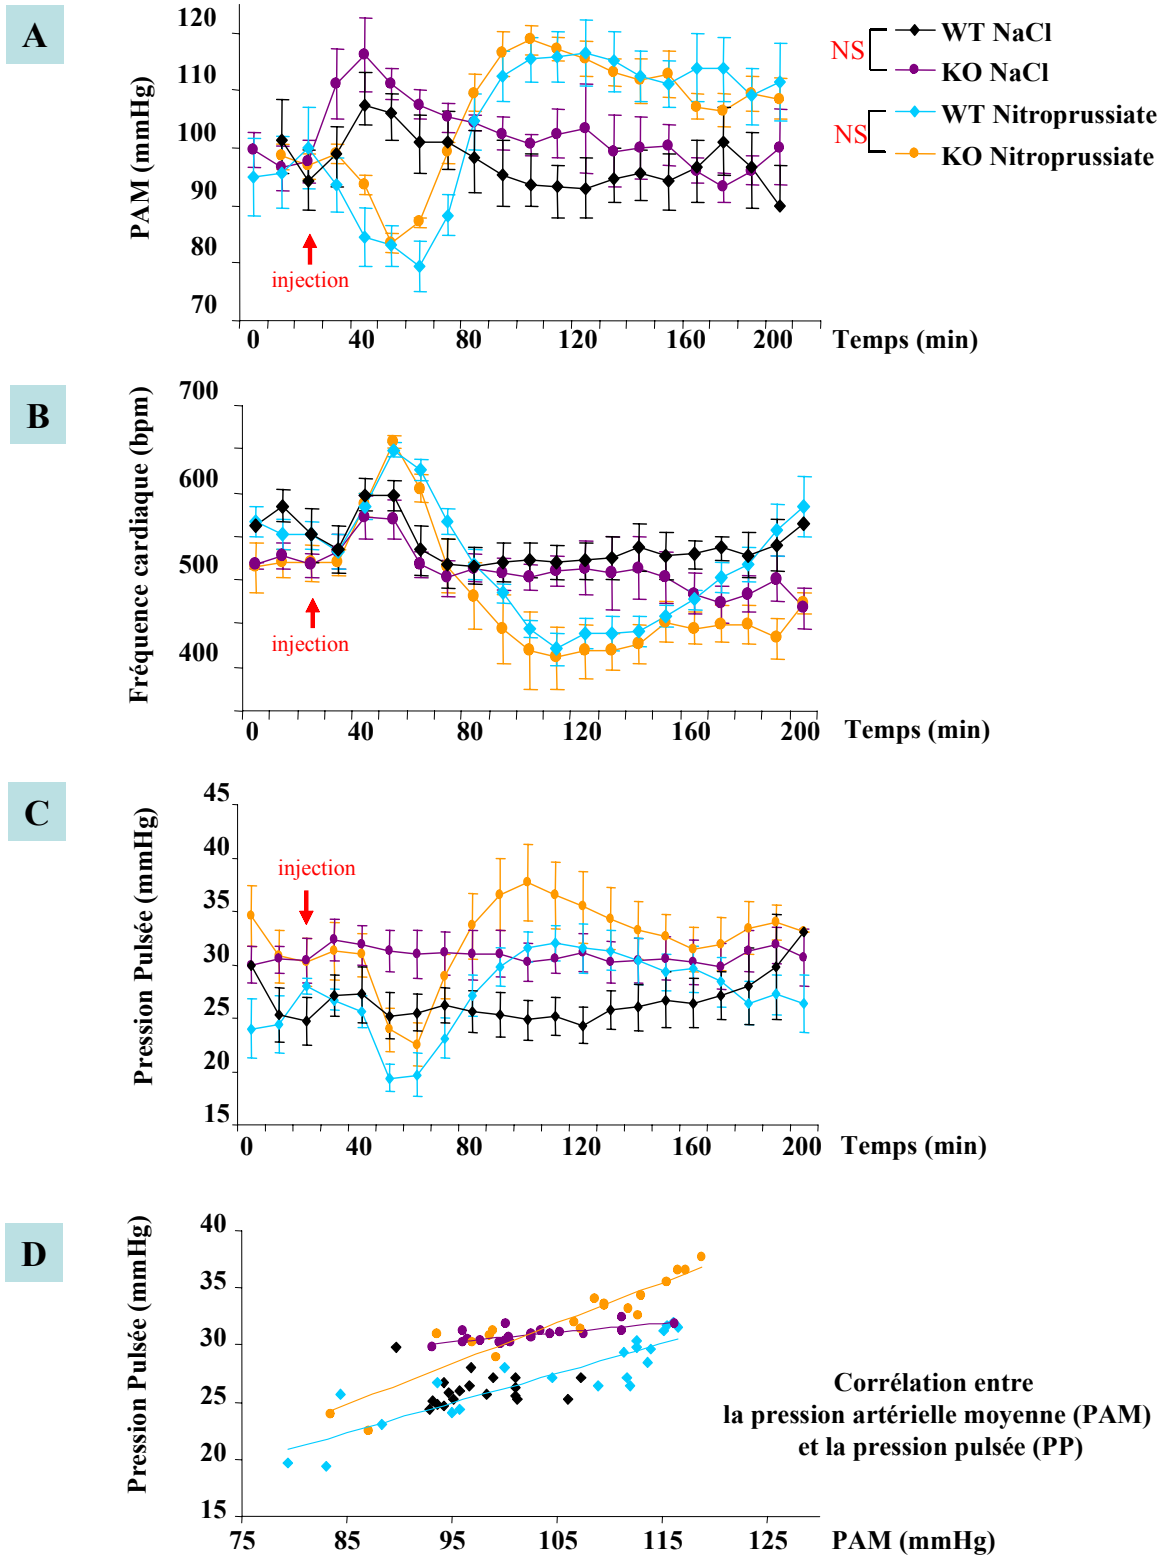 A
PAM (mmHg)
120
110
100
90
80
70
injection
0 40 80 120 160 200
Temps (min)
NS
WT NaCl
KO NaCl
NS
WT Nitroprussiate
KO Nitroprussiate
B
Fréquence cardiaque (bpm)
700
600
500
400
injection
0 40 80 120 160 200
Temps (min)
C
Pression Pulsée (mmHg)
45
40
35
30
25
20
15
injection
0 40 80 120 160 200
Temps (min)
D
Pression Pulsée (mmHg)
40
35
30
25
20
15
75 85 95 105 115 125
PAM (mmHg)
Corrélation entre
la pression artérielle moyenne (PAM)
et la pression pulsée (PP)